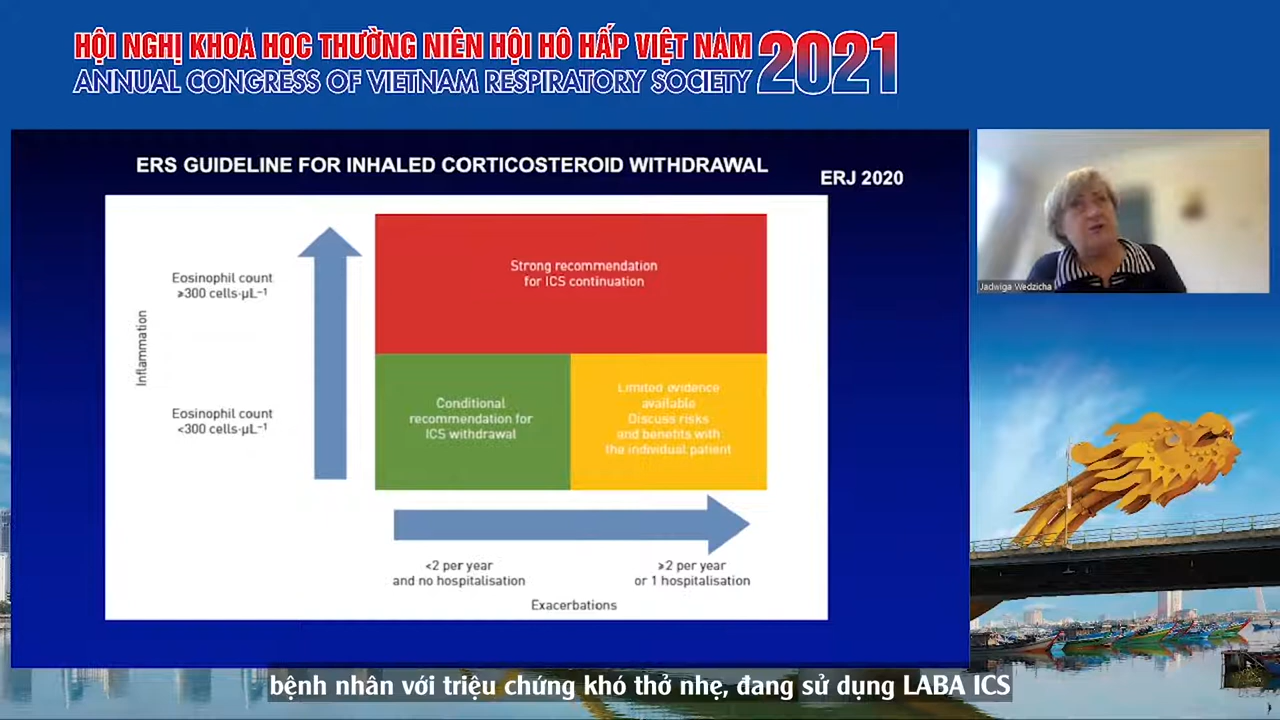 HỘI NGHỊ KHOA HỌC THƯỜNG NIÊN HỘI HÔ HẤP VIỆT NAM 2021
ANNUAL CONGRESS OF VIETNAM RESPIRATORY SOCIETY
ERS GUIDELINE FOR INHALED CORTICOSTEROID WITHDRAWAL
ERJ 2020
Jadwiga Wedzicha
Inflammation
Eosinophil count
≥300 cells·µL⁻¹
Eosinophil count
<300 cells·µL⁻¹
Strong recommendation
for ICS continuation
Conditional
recommendation for
ICS withdrawal
Limited evidence
available
Discuss risks
and benefits with
the individual patient
<2 per year
and no hospitalisation
≥2 per year
or 1 hospitalisation
Exacerbations
bệnh nhân với triệu chứng khó thở nhẹ, đang sử dụng LABA ICS